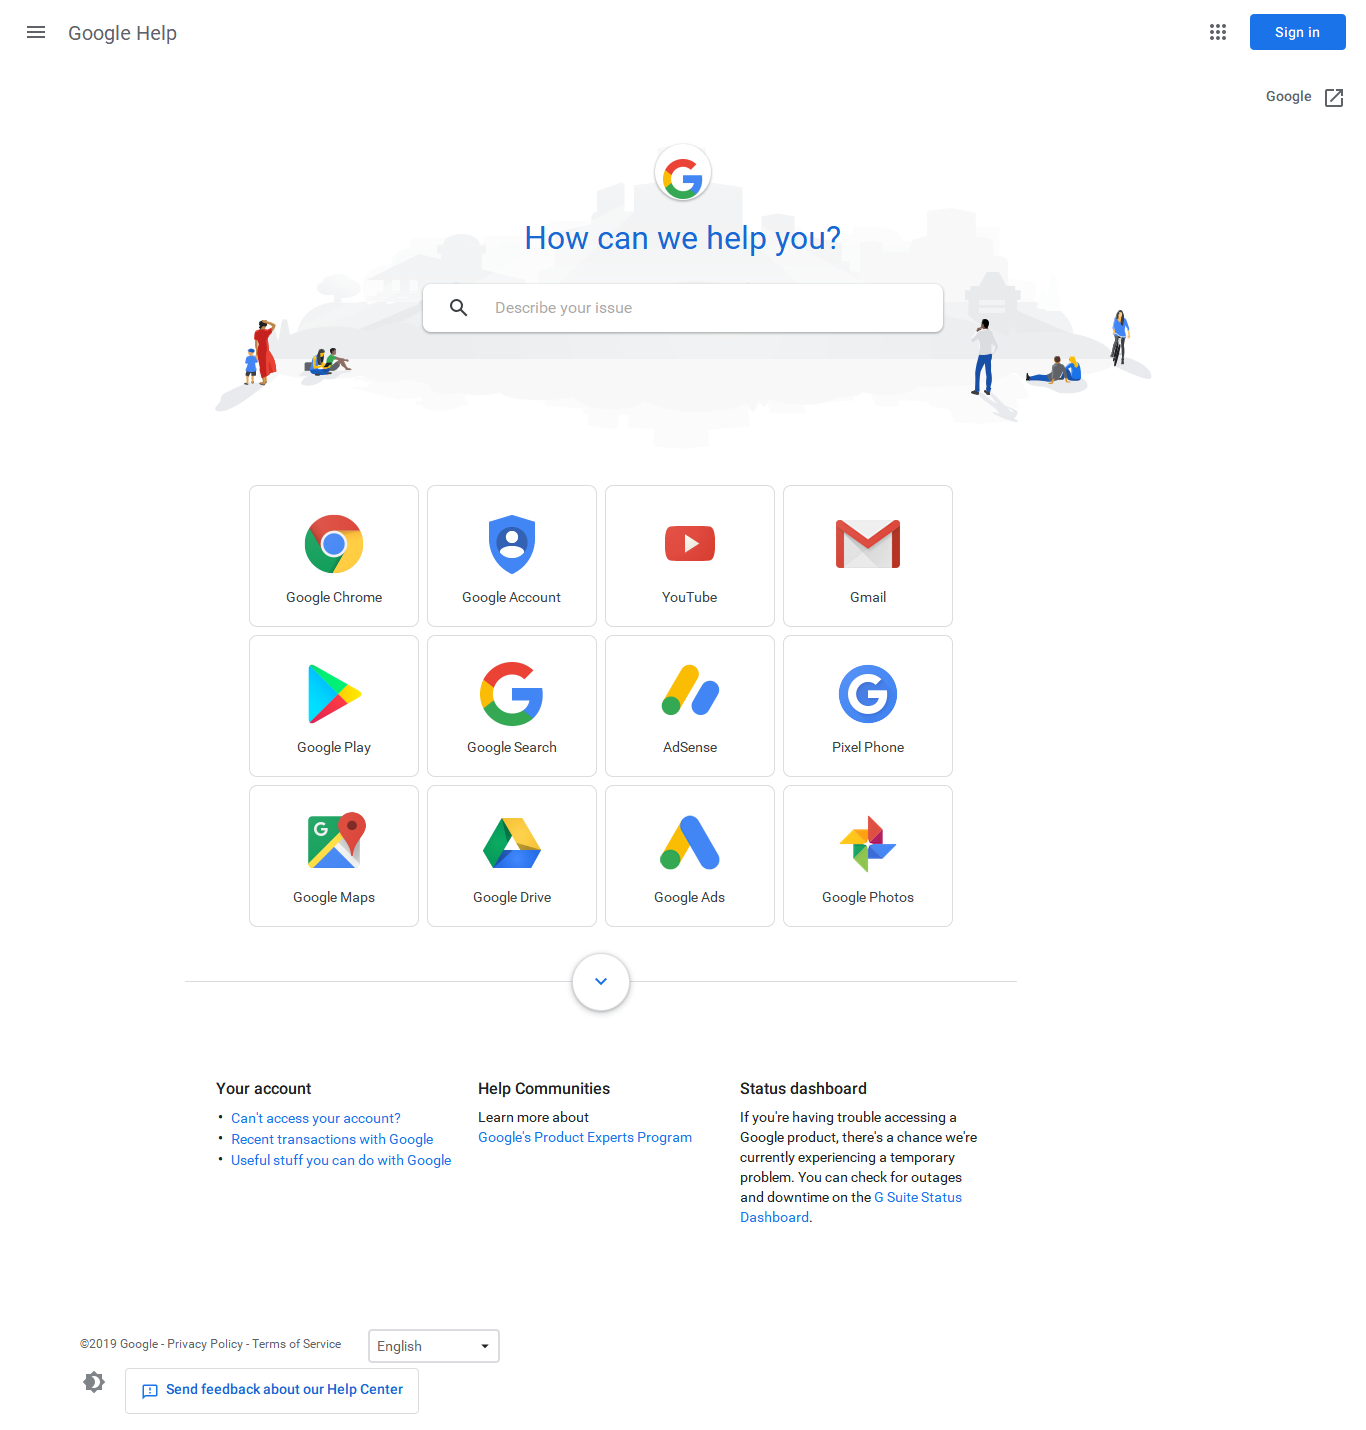 Google Help
Sign in
Google
How can we help you?
Describe your issue
Google Chrome
Google Account
YouTube
Gmail
Google Play
Google Search
AdSense
Pixel Phone
Google Maps
Google Drive
Google Ads
Google Photos
Your account
• Can't access your account?
• Recent transactions with Google
• Useful stuff you can do with Google
Help Communities
Learn more about
Google's Product Experts Program
Status dashboard
If you're having trouble accessing a
Google product, there's a chance we're
currently experiencing a temporary
problem. You can check for outages
and downtime on the G Suite Status
Dashboard.
©2019 Google - Privacy Policy - Terms of Service
English
Send feedback about our Help Center